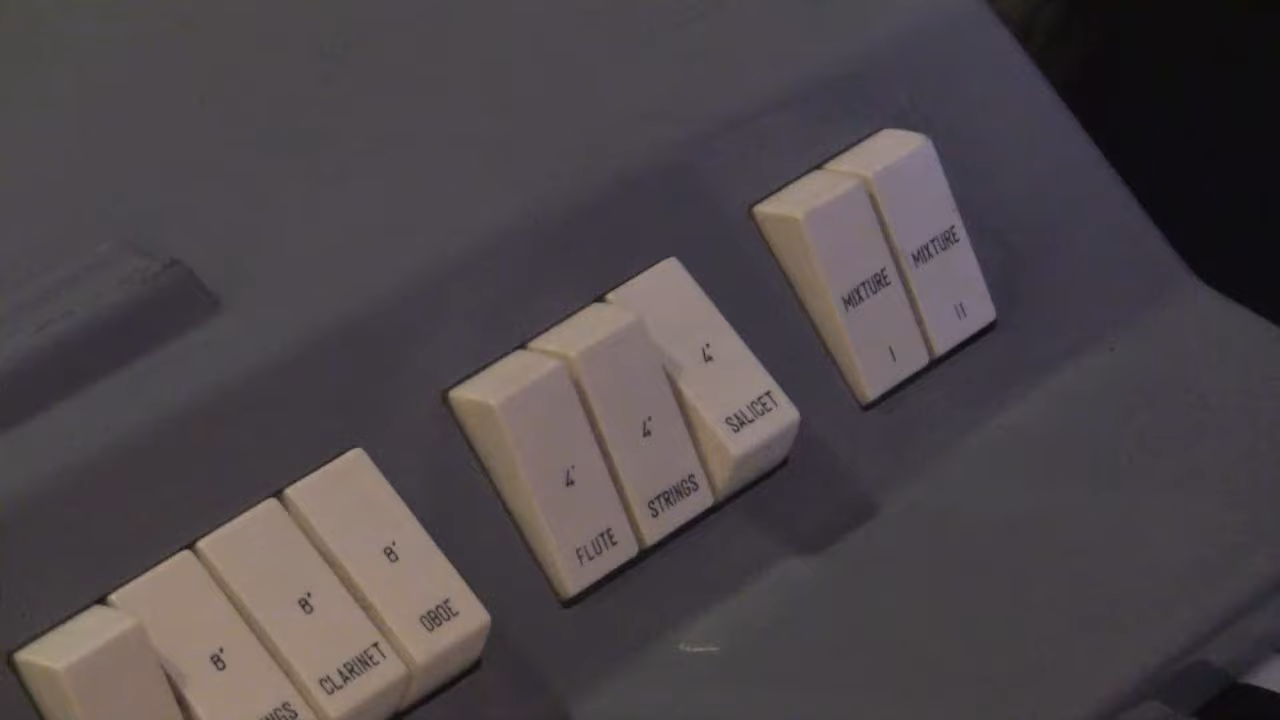 8'
8'
CLARINET
8'
OBOE
4'
FLUTE
4'
STRINGS
4'
SALICET
MIXTURE
I
MIXTURE
II